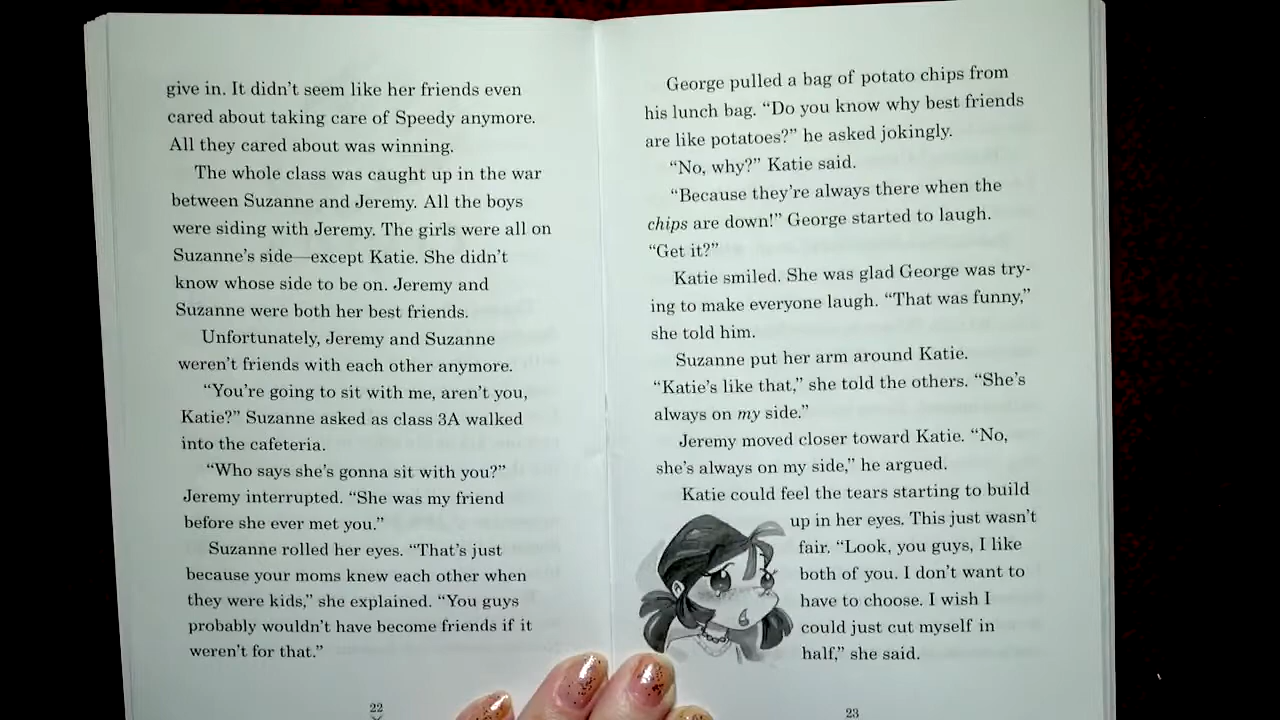 give in. It didn’t seem like her friends even
cared about taking care of Speedy anymore.
All they cared about was winning.
The whole class was caught up in the war
between Suzanne and Jeremy. All the boys
were siding with Jeremy. The girls were all on
Suzanne’s side—except Katie. She didn’t
know whose side to be on. Jeremy and
Suzanne were both her best friends.
Unfortunately, Jeremy and Suzanne
weren’t friends with each other anymore.
“You’re going to sit with me, aren’t you,
Katie?” Suzanne asked as class 3A walked
into the cafeteria.
“Who says she’s gonna sit with you?”
Jeremy interrupted. “She was my friend
before she ever met you.”
Suzanne rolled her eyes. “That’s just
because your moms knew each other when
they were kids,” she explained. “You guys
probably wouldn’t have become friends if it
weren’t for that.”
22
George pulled a bag of potato chips from
his lunch bag. “Do you know why best friends
are like potatoes?” he asked jokingly.
“No, why?” Katie said.
“Because they’re always there when the
chips are down!” George started to laugh.
“Get it?”
Katie smiled. She was glad George was try-
ing to make everyone laugh. “That was funny,”
she told him.
Suzanne put her arm around Katie.
“Katie’s like that,” she told the others. “She’s
always on my side.”
Jeremy moved closer toward Katie. “No,
she’s always on my side,” he argued.
Katie could feel the tears starting to build
up in her eyes. This just wasn’t
fair. “Look, you guys, I like
both of you. I don’t want to
have to choose. I wish I
could just cut myself in
half,” she said.
23